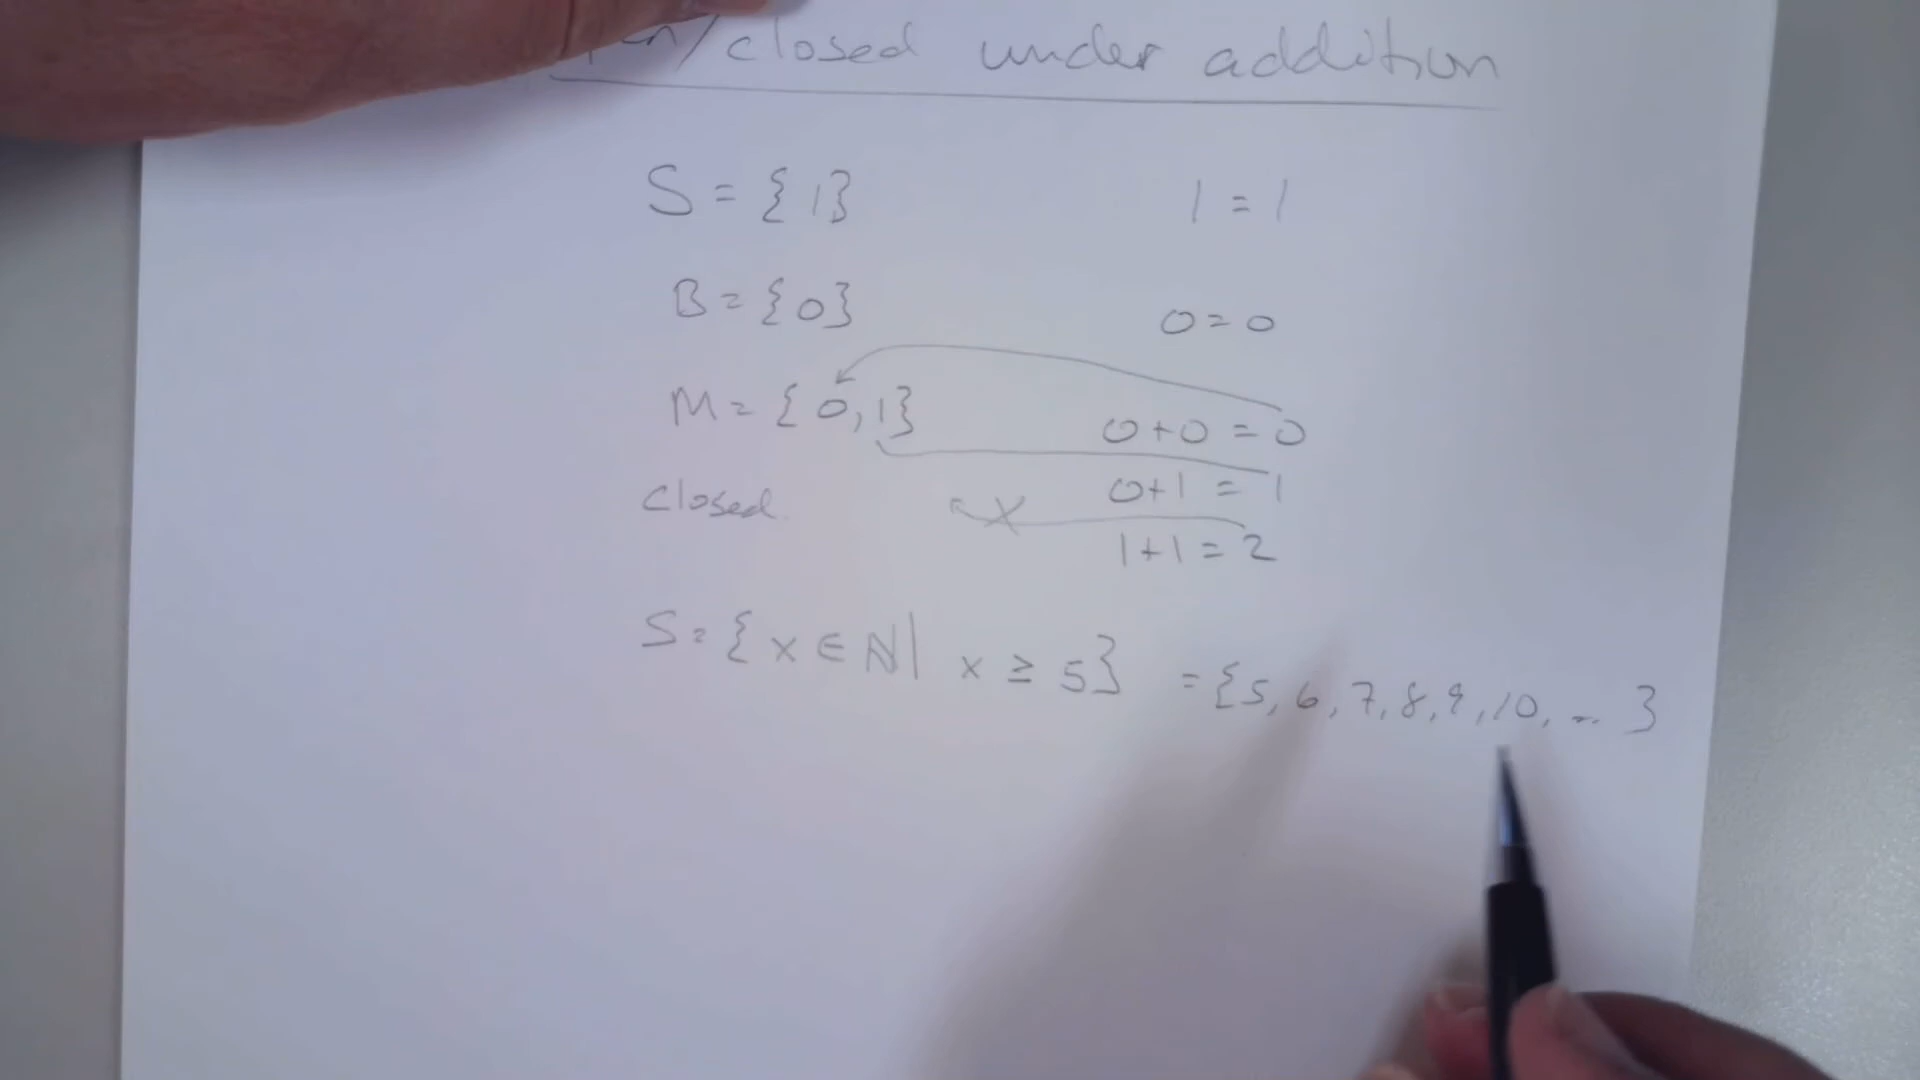 /closed under addition
S = { 1} 1 = 1
B = {0} 0 = 0
M = { 0, 1} 0+0 = 0
0+1 = 1
closed
1+1 = 2
S = { x ∈ ℕ| x ≥ 5} = {5, 6, 7, 8, 9, 10, ... }